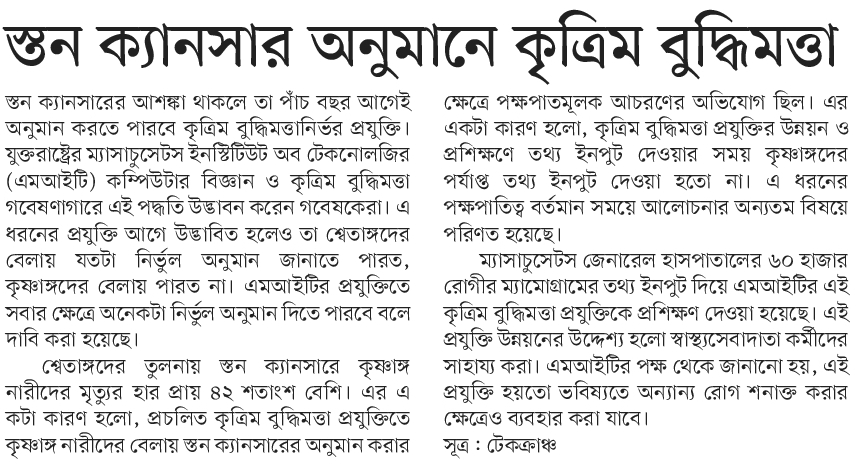 স্তন ক্যানসার অনুমানে কৃত্রিম বুদ্ধিমত্তা
স্তন ক্যানসারের আশঙ্কা থাকলে তা পাঁচ বছর আগেই
অনুমান করতে পারবে কৃত্রিম বুদ্ধিমত্তানির্ভর প্রযুক্তি।
যুক্তরাষ্ট্রের ম্যাসাচুসেটস ইনস্টিটিউট অব টেকনোলজির
(এমআইটি) কম্পিউটার বিজ্ঞান ও কৃত্রিম বুদ্ধিমত্তা
গবেষণাগারে এই পদ্ধতি উদ্ভাবন করেন গবেষকেরা। এ
ধরনের প্রযুক্তি আগে উদ্ভাবিত হলেও তা শ্বেতাঙ্গদের
বেলায় যতটা নির্ভুল অনুমান জানাতে পারত,
কৃষ্ণাঙ্গদের বেলায় পারত না। এমআইটির প্রযুক্তিতে
সবার ক্ষেত্রে অনেকটা নির্ভুল অনুমান দিতে পারবে বলে
দাবি করা হয়েছে।
শ্বেতাঙ্গদের তুলনায় স্তন ক্যানসারে কৃষ্ণাঙ্গ
নারীদের মৃত্যুর হার প্রায় ৪২ শতাংশ বেশি। এর এ
কটা কারণ হলো, প্রচলিত কৃত্রিম বুদ্ধিমত্তা প্রযুক্তিতে
কৃষ্ণাঙ্গ নারীদের বেলায় স্তন ক্যানসারের অনুমান করার
ক্ষেত্রে পক্ষপাতমূলক আচরণের অভিযোগ ছিল। এর
একটা কারণ হলো, কৃত্রিম বুদ্ধিমত্তা প্রযুক্তির উন্নয়ন ও
প্রশিক্ষণে তথ্য ইনপুট দেওয়ার সময় কৃষ্ণাঙ্গদের
পর্যাপ্ত তথ্য ইনপুট দেওয়া হতো না। এ ধরনের
পক্ষপাতিত্ব বর্তমান সময়ে আলোচনার অন্যতম বিষয়ে
পরিণত হয়েছে।
ম্যাসাচুসেটস জেনারেল হাসপাতালের ৬০ হাজার
রোগীর ম্যামোগ্রামের তথ্য ইনপুট দিয়ে এমআইটির এই
কৃত্রিম বুদ্ধিমত্তা প্রযুক্তিকে প্রশিক্ষণ দেওয়া হয়েছে। এই
প্রযুক্তি উন্নয়নের উদ্দেশ্য হলো স্বাস্থ্যসেবাদাতা কর্মীদের
সাহায্য করা। এমআইটির পক্ষ থেকে জানানো হয়, এই
প্রযুক্তি হয়তো ভবিষ্যতে অন্যান্য রোগ শনাক্ত করার
ক্ষেত্রেও ব্যবহার করা যাবে।
সূত্র : টেকক্রাঞ্চ